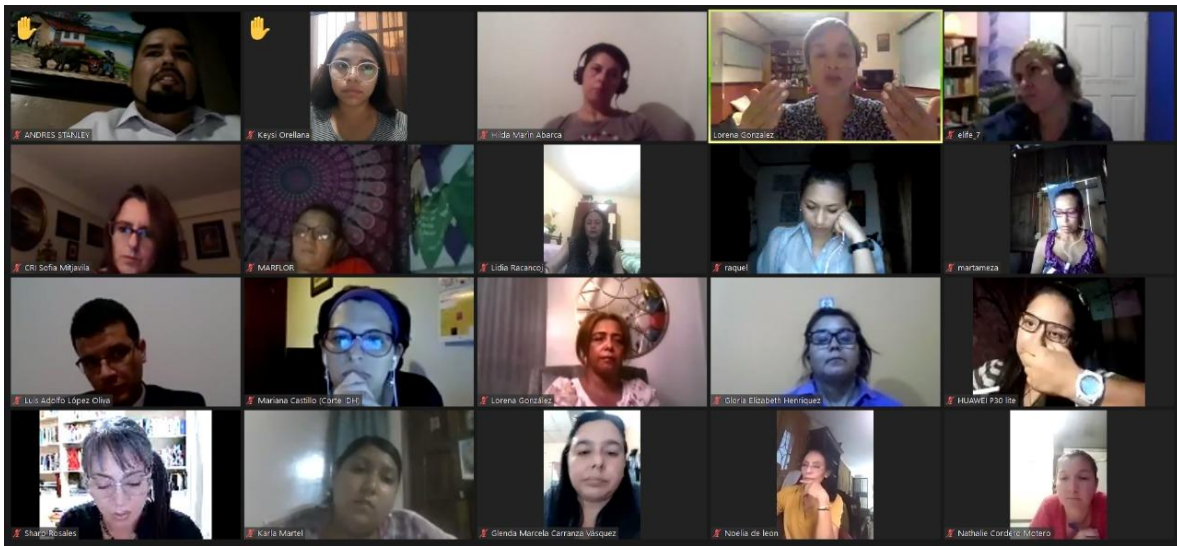 ANDRES STANLEY
Keysi Orellana
Hilda Marin Abarca
Lorena Gonzalez
elife_7
CRI Sofia Mitjavila
MARFLOR
Lidia Racancoj
raquel
martameza
Luis Adolfo López Oliva
Mariana Castillo (Corte IDH)
Lorena González
Gloria Elizabeth Henriquez
HUAWEI P30 lite
Rosales
Karla Martel
Glenda Marcela Carranza Vásquez
Noelia de leon
Nathalie Cordero Motero